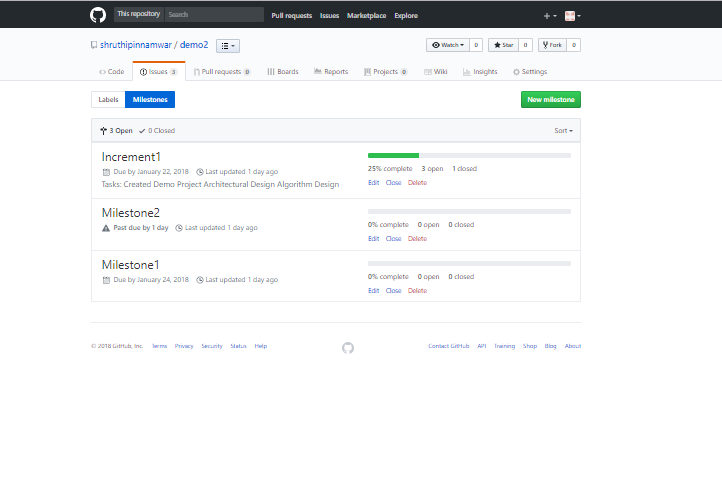 This repository Search Pull requests Issues Marketplace Explore
shruthipinnamwar / demo2 Watch 0 Star 0 Fork 0
Code Issues 3 Pull requests 0 Boards Reports Projects 0 Wiki Insights Settings
Labels Milestones New milestone
3 Open 0 Closed Sort
Increment1
Due by January 22, 2018 Last updated 1 day ago
Tasks: Created Demo Project Architectural Design Algorithm Design
25% complete 3 open 1 closed
Edit Close Delete
Milestone2
Past due by 1 day Last updated 1 day ago
0% complete 0 open 0 closed
Edit Close Delete
Milestone1
Due by January 24, 2018 Last updated 1 day ago
0% complete 0 open 0 closed
Edit Close Delete
© 2018 GitHub, Inc. Terms Privacy Security Status Help Contact GitHub API Training Shop Blog About